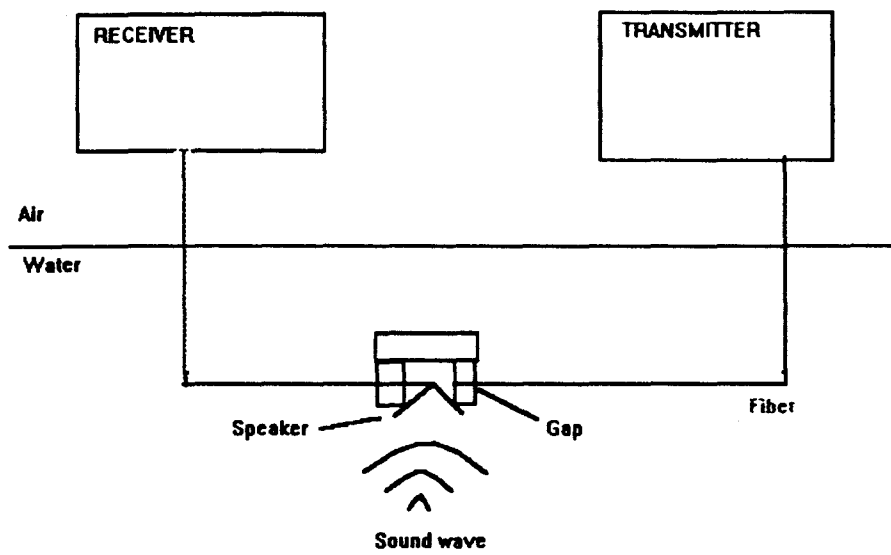 RECEIVER
TRANSMITTER
Air
Water
Speaker
Gap
Fiber
Sound wave